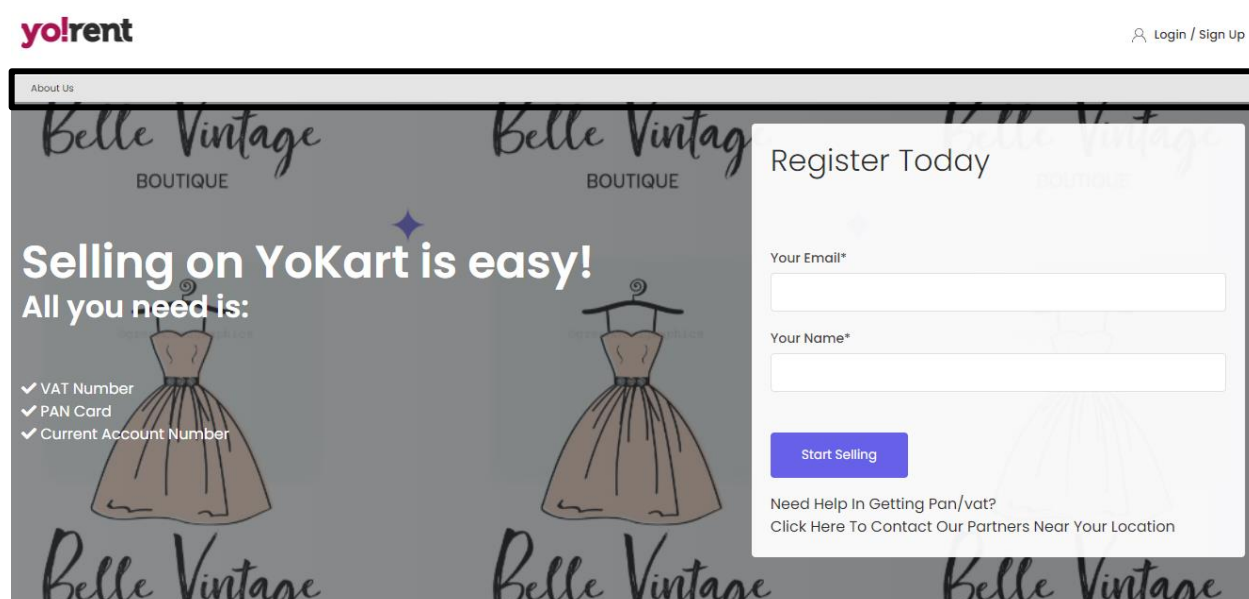 yo!rent
Login / Sign Up
About Us
Belle Vintage
BOUTIQUE
Belle Vintage
BOUTIQUE
Belle Vintage
BOUTIQUE
Selling on YoKart is easy!
All you need is:
VAT Number
PAN Card
Current Account Number
Register Today
Your Email*
Your Name*
Start Selling
Need Help In Getting Pan/vat?
Click Here To Contact Our Partners Near Your Location
Belle Vintage
Belle Vintage
Belle Vintage